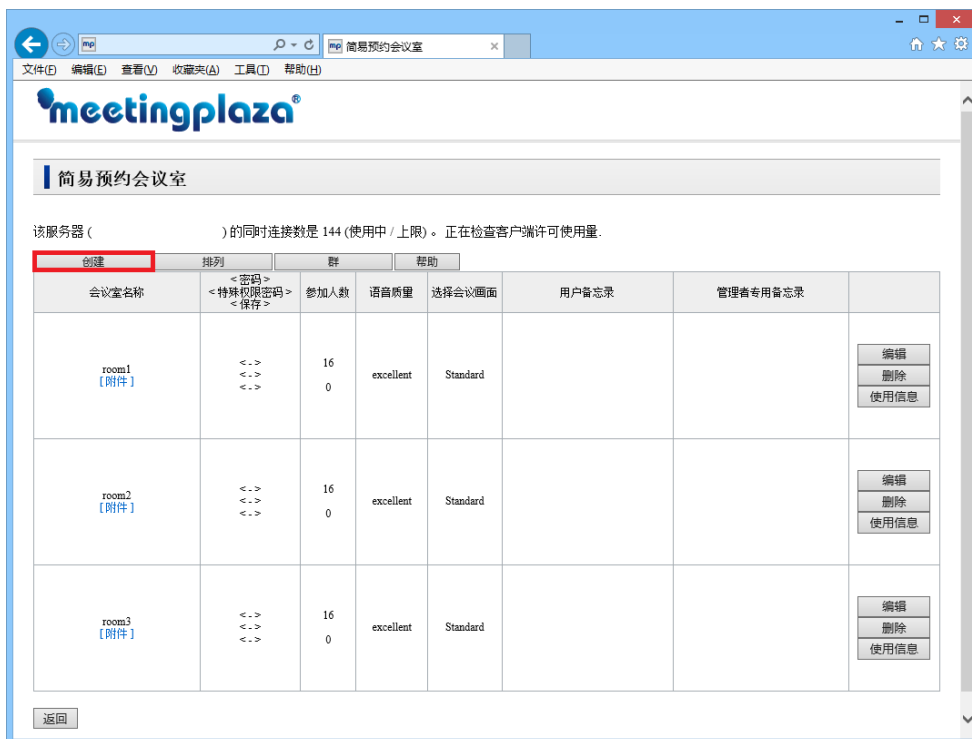 mp
mp 简易预约会议室
文件(F) 编辑(E) 查看(V) 收藏夹(A) 工具(T) 帮助(H)
meetingplaza®
简易预约会议室
该服务器 ( ) 的同时连接数是 144 (使用中 / 上限) 。 正在检查客户端许可使用量.
创建 排列 群 帮助
会议室名称 <密码> <特殊权限密码> <保存> 参加人数 语音质量 选择会议画面 用户备忘录 管理者专用备忘录
room1
[附件]
<->
<->
<->
16
0
excellent
Standard
编辑
删除
使用信息
room2
[附件]
<->
<->
<->
16
0
excellent
Standard
编辑
删除
使用信息
room3
[附件]
<->
<->
<->
16
0
excellent
Standard
编辑
删除
使用信息
返回